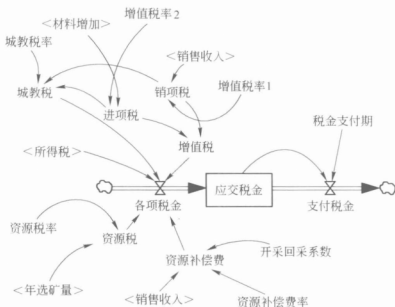 <材料增加>
增值税率2
城教税率
<销售收入>
城教税
销项税
增值税率1
进项税
增值税
税金支付期
<所得税>
应交税金
各项税金
支付税金
资源税率
资源税
资源补偿费
开采回采系数
<年选矿量>
<销售收入>
资源补偿费率